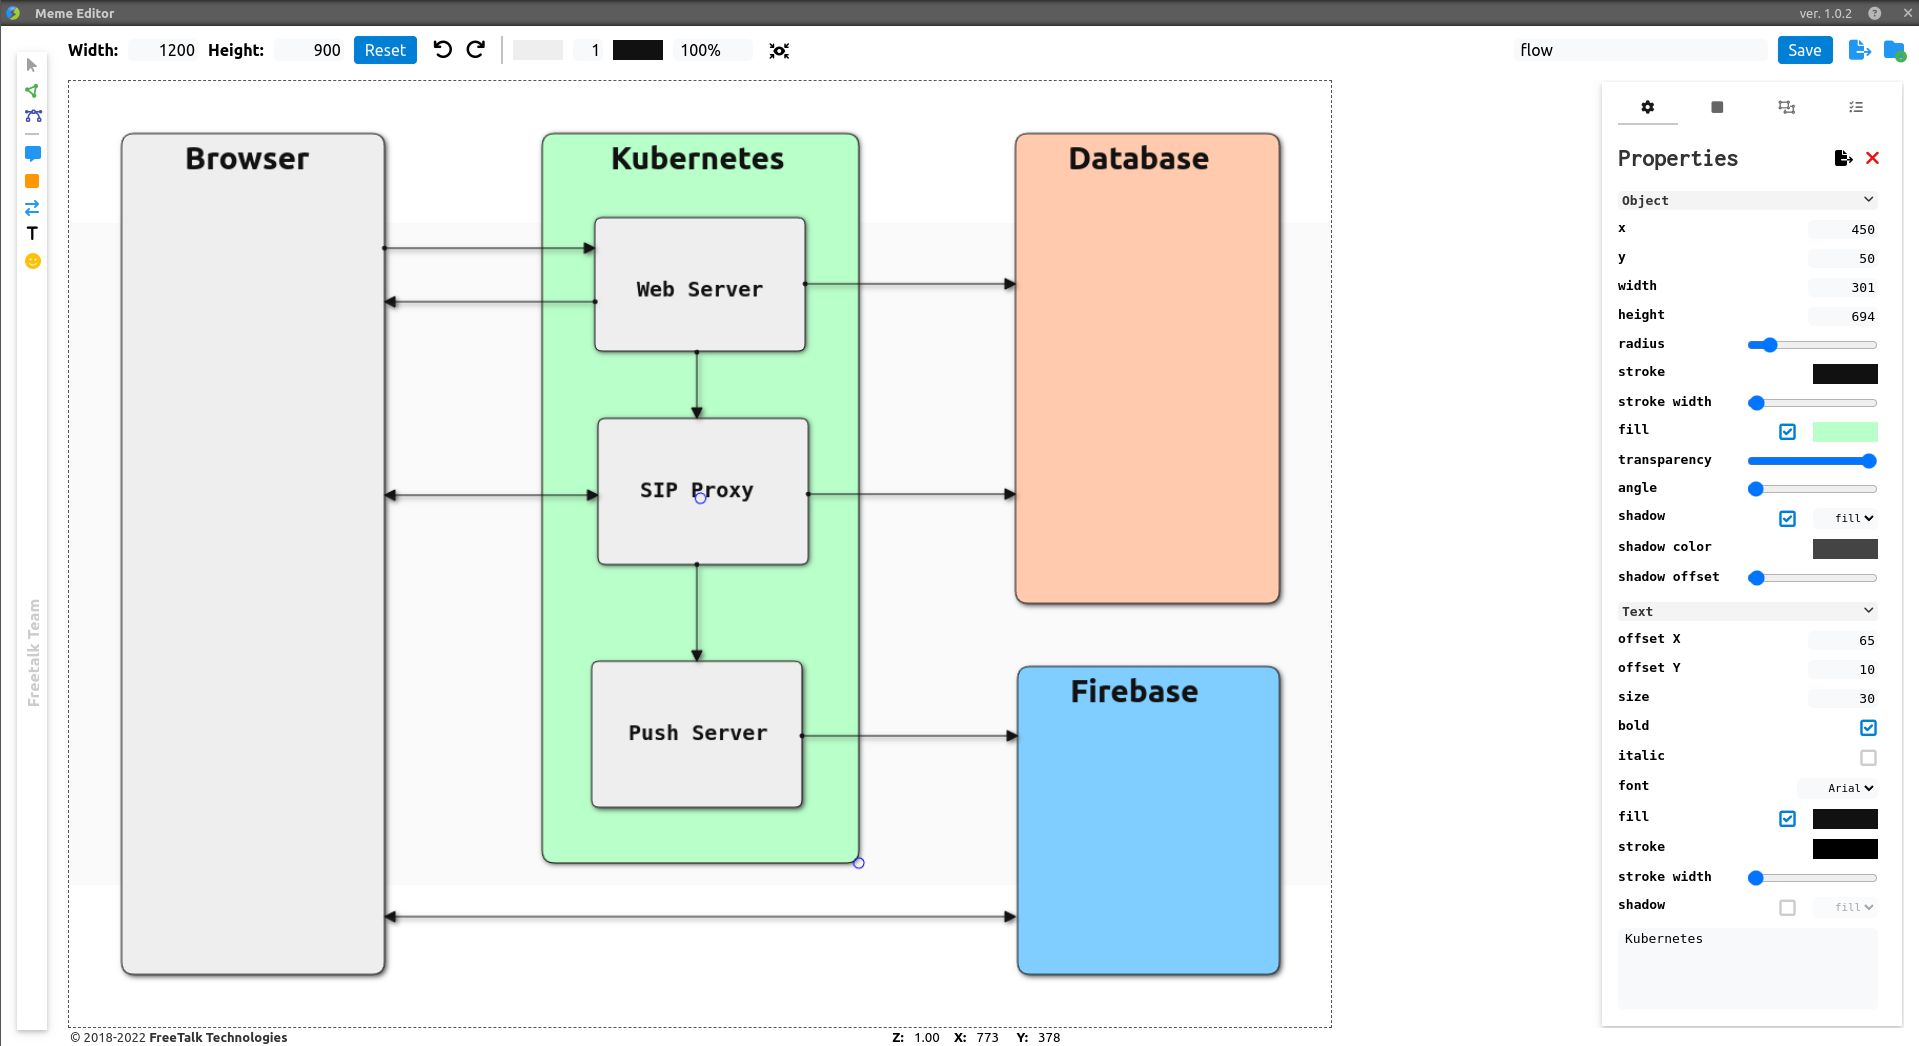 Meme Editor
ver. 1.0.2
Width: 1200 Height: 900 Reset 1 100% flow Save
Browser
Kubernetes
Database
Web Server
SIP Proxy
Push Server
Firebase
Freetalk Team
T
Properties
Object
x 450
y 50
width 301
height 694
radius
stroke
stroke width
fill
transparency
angle
shadow fill
shadow color
shadow offset
Text
offset X 65
offset Y 10
size 30
bold
italic
font Arial
fill
stroke
stroke width
shadow fill
Kubernetes
© 2018-2022 FreeTalk Technologies
Z: 1.00 X: 773 Y: 378